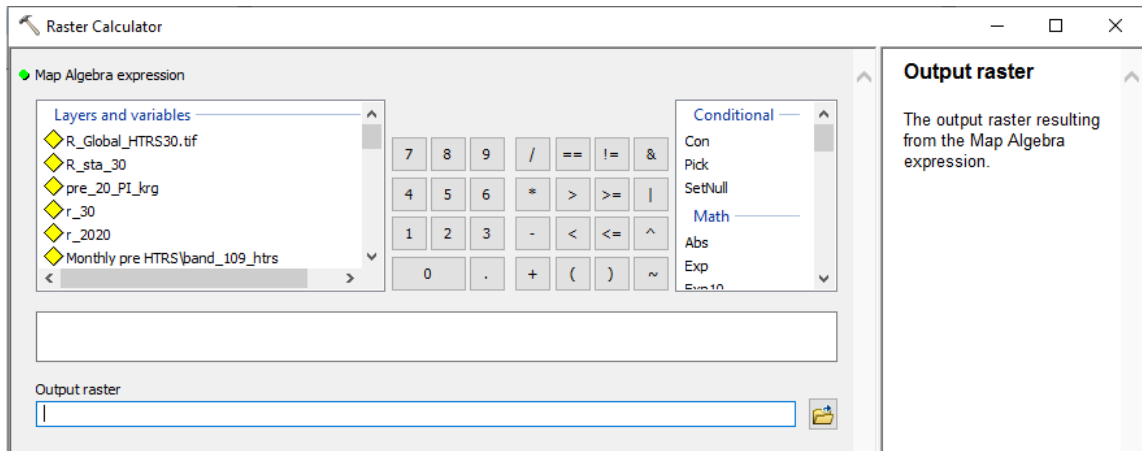 Raster Calculator
Map Algebra expression
Layers and variables
R_Global_HTRS30.tif
R_sta_30
pre_20_PI_krg
r_30
r_2020
Monthly pre HTRS\band_109_htrs
7 8 9 / == != &
4 5 6 * > >= |
1 2 3 - < <= ^
0 . + ( ) ~
Conditional
Con
Pick
SetNull
Math
Abs
Exp
Exp10
Output raster
Output raster
The output raster resulting
from the Map Algebra
expression.